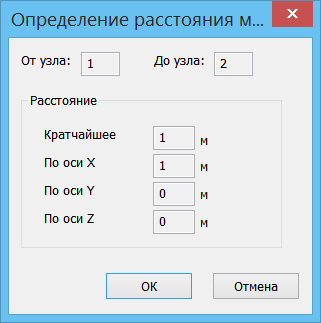 Определение расстояния м...
От узла: 1 До узла: 2
Расстояние
Кратчайшее 1 м
По оси X 1 м
По оси Y 0 м
По оси Z 0 м
OK Отмена